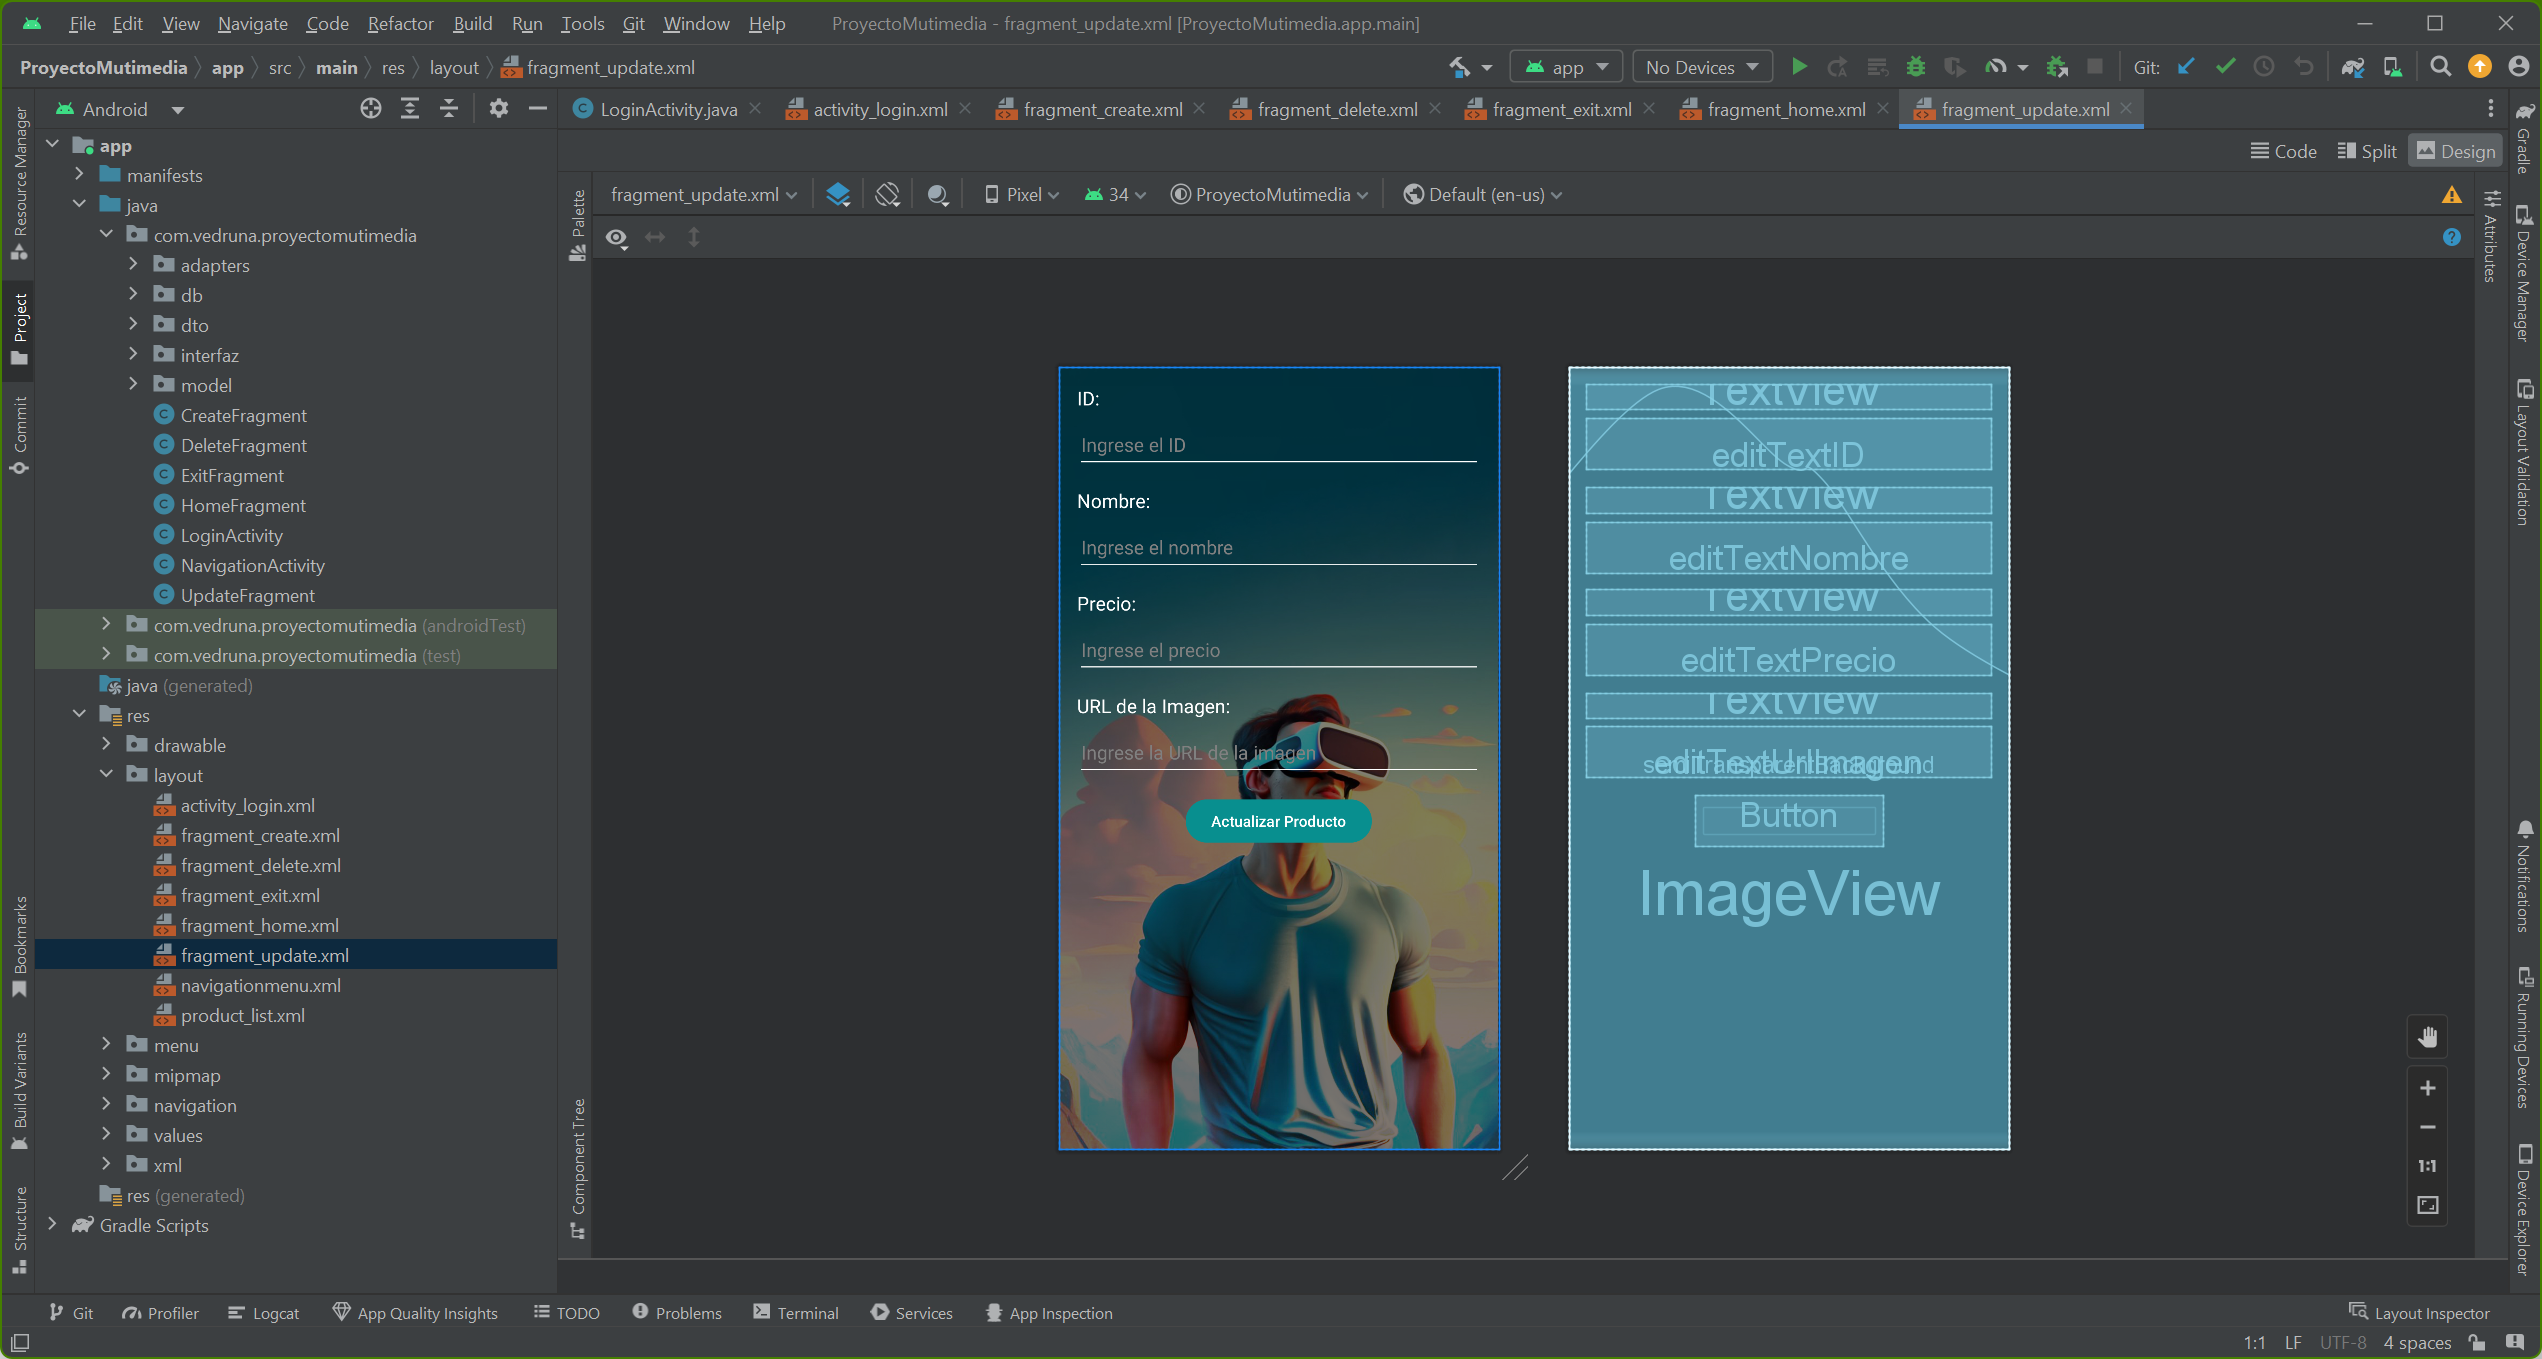 File Edit View Navigate Code Refactor Build Run Tools Git Window Help ProyectoMutimedia - fragment_update.xml [ProyectoMutimedia.app.main]
ProyectoMutimedia app src main res layout fragment_update.xml app No Devices Git:
Android LoginActivity.java activity_login.xml fragment_create.xml fragment_delete.xml fragment_exit.xml fragment_home.xml fragment_update.xml
Code Split Design
fragment_update.xml Pixel 34 ProyectoMutimedia Default (en-us)
Resource Manager
Project
Commit
Bookmarks
Build Variants
Structure
app
manifests
java
com.vedruna.proyectomutimedia
adapters
db
dto
interfaz
model
CreateFragment
DeleteFragment
ExitFragment
HomeFragment
LoginActivity
NavigationActivity
UpdateFragment
com.vedruna.proyectomutimedia (androidTest)
com.vedruna.proyectomutimedia (test)
java (generated)
res
drawable
layout
activity_login.xml
fragment_create.xml
fragment_delete.xml
fragment_exit.xml
fragment_home.xml
fragment_update.xml
navigationmenu.xml
product_list.xml
menu
mipmap
navigation
values
xml
res (generated)
Gradle Scripts
Palette
Component Tree
ID:
Ingrese el ID
Nombre:
Ingrese el nombre
Precio:
Ingrese el precio
URL de la Imagen:
Ingrese la URL de la imagen
Actualizar Producto
TextView
editTextID
TextView
editTextNombre
TextView
editTextPrecio
TextView
editTextUrlImagen
semiTransparentBackground
Button
ImageView
1:1
Attributes
Gradle
Device Manager
Layout Validation
Notifications
Running Devices
Device Explorer
Git Profiler Logcat App Quality Insights TODO Problems Terminal Services App Inspection Layout Inspector
1:1 LF UTF-8 4 spaces